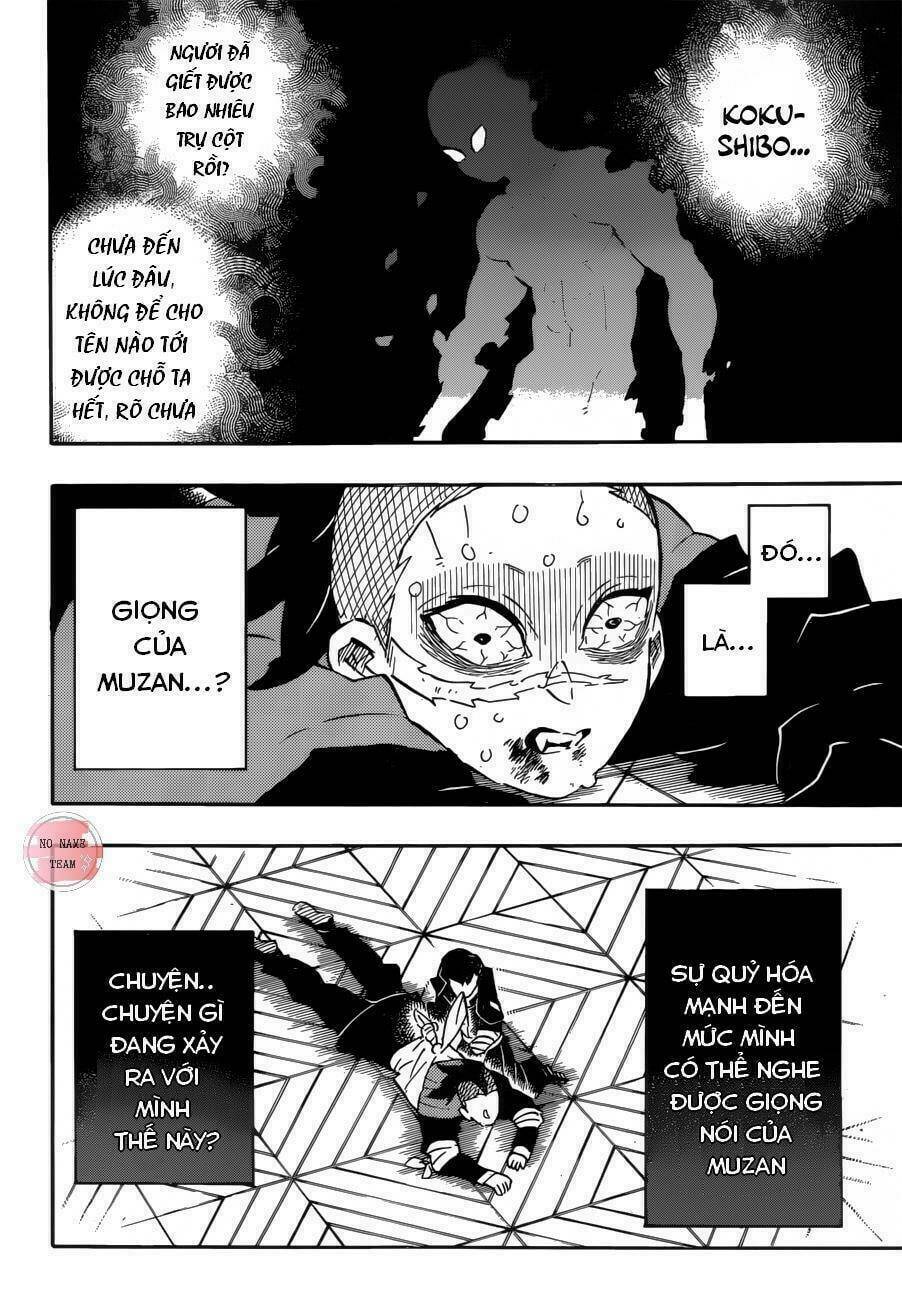 KOKU-
SHIBO...
NGƯƠI ĐÃ
GIẾT ĐƯỢC
BAO NHIÊU
TRỤ CỘT
RỒI?
CHƯA ĐẾN
LÚC ĐÂU,
KHÔNG ĐỂ CHO
TÊN NÀO TỚI
ĐƯỢC CHỖ TA
HẾT, RÕ CHƯA
ĐÓ...
LÀ...
GIỌNG
CỦA
MUZAN...?
SỰ QUỶ HÓA
MẠNH ĐẾN
MỨC MÌNH
CÓ THỂ NGHE
ĐƯỢC GIỌNG
NÓI CỦA
MUZAN
CHUYỆN..
CHUYỆN GÌ
ĐANG XẢY
RA VỚI
MÌNH
THẾ NÀY?
NO NAME
TEAM